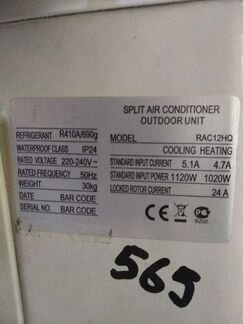 SPLIT AIR CONDITIONER
OUTDOOR UNIT
REFRIGERANT R410A/690g
WATERPROOF CLASS IP24
RATED VOLTAGE 220-240V~
RATED FREQUENCY 50Hz
WEIGHT 30kg
DATE BAR CODE
SERIAL NO. BAR CODE
MODEL RAC12HQ
COOLING HEATING
STANDARD INPUT CURRENT 5.1A 4.7A
STANDARD INPUT POWER 1120W 1020W
LOCKED ROTOR CURRENT 24 A
CE
565